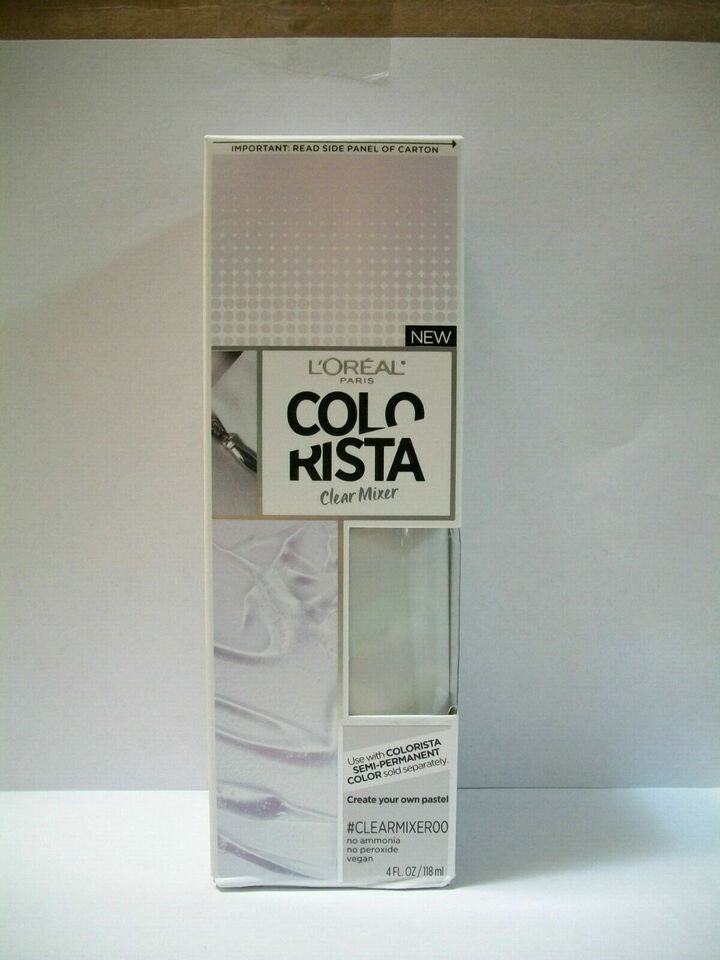 IMPORTANT: READ SIDE PANEL OF CARTON
NEW
L'ORÉAL
PARIS
COLO
RISTA
Clear Mixer
Use with COLORISTA
SEMI-PERMANENT
COLOR sold separately.
Create your own pastel
#CLEARMIXER00
no ammonia
no peroxide
vegan
4 FL. OZ / 118 ml